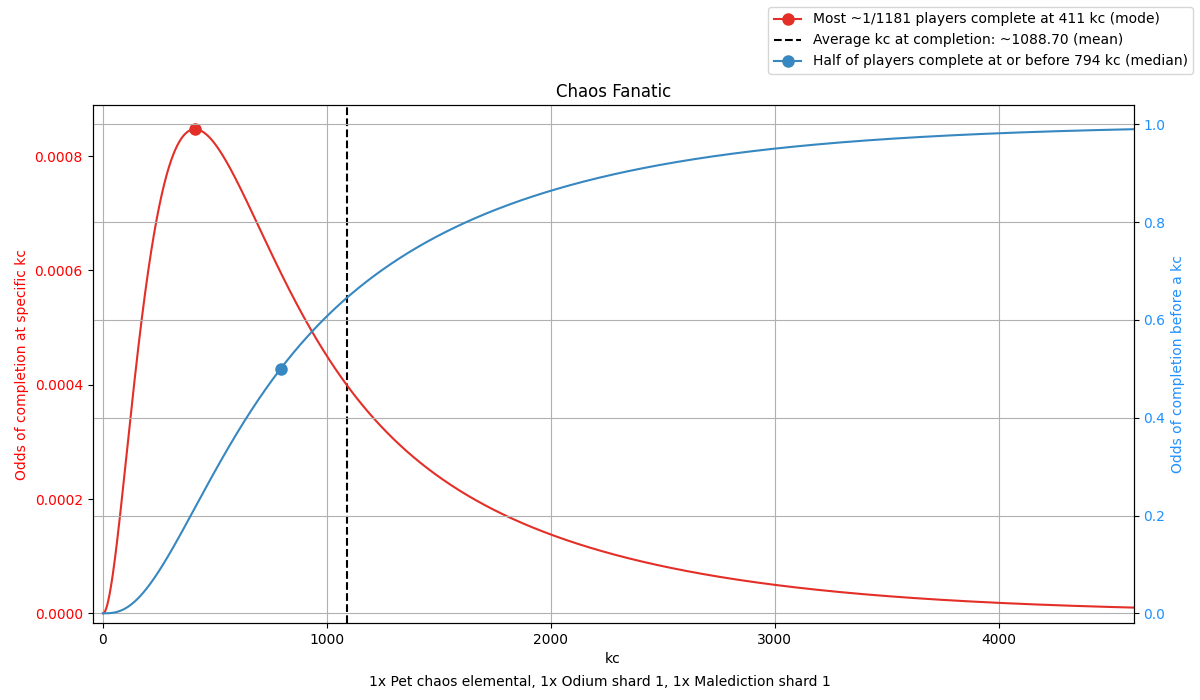 Most ~1/1181 players complete at 411 kc (mode)
Average kc at completion: ~1088.70 (mean)
Half of players complete at or before 794 kc (median)
Chaos Fanatic
Odds of completion at specific kc
0.0008
0.0006
0.0004
0.0002
0.0000
1.0
0.8
0.6
0.4
0.2
0.0
Odds of completion before a kc
0 1000 2000 3000 4000
kc
1x Pet chaos elemental, 1x Odium shard 1, 1x Malediction shard 1